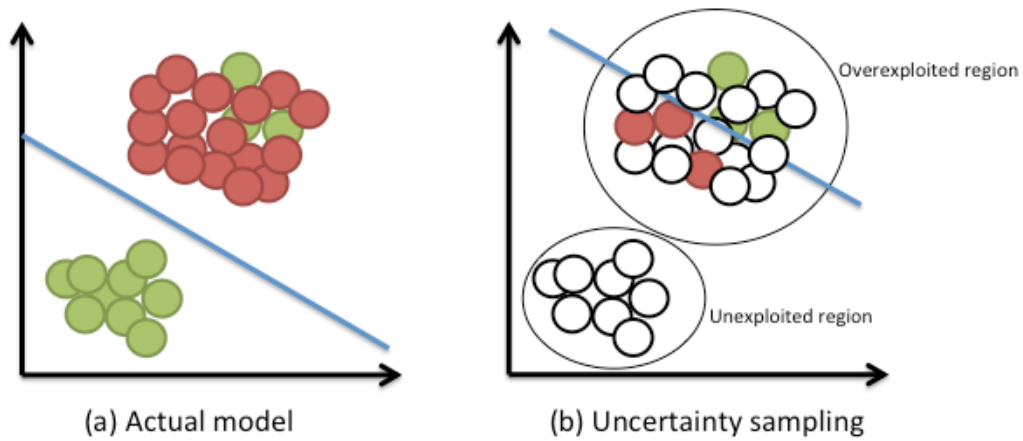 Overexploited region
Unexploited region
(a) Actual model
(b) Uncertainty sampling